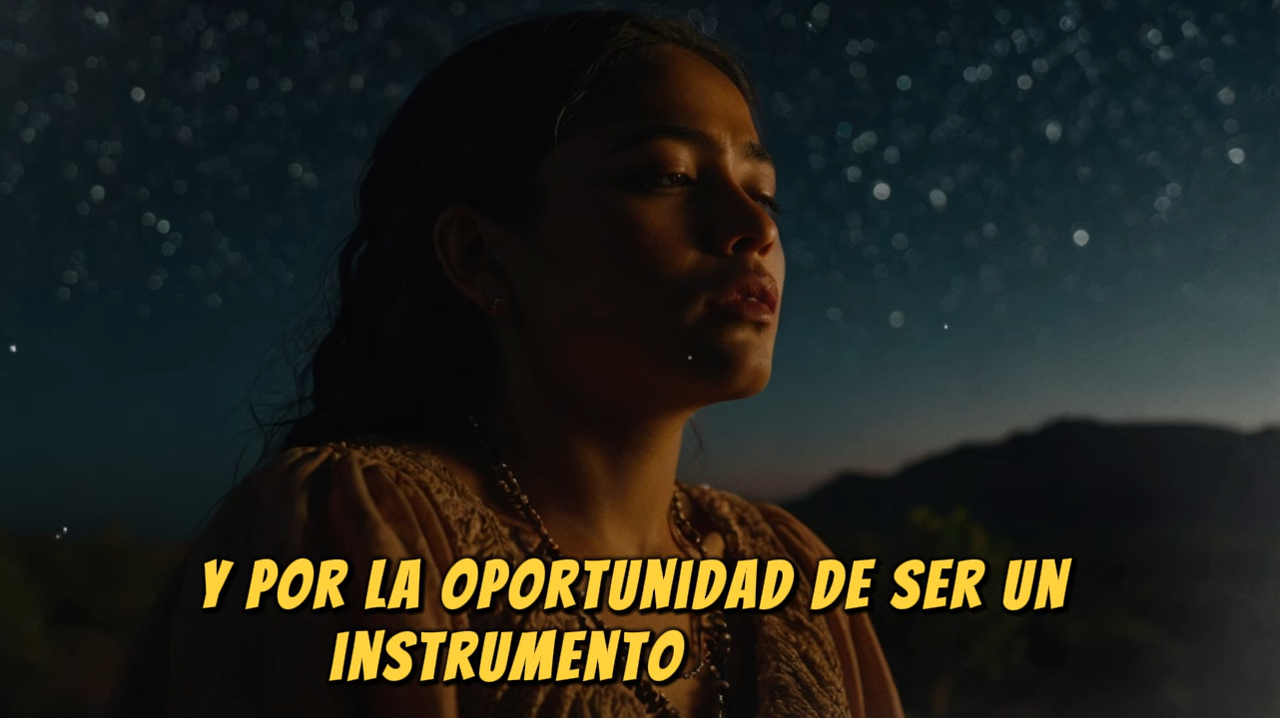 Y POR LA OPORTUNIDAD DE SER UN
INSTRUMENTO